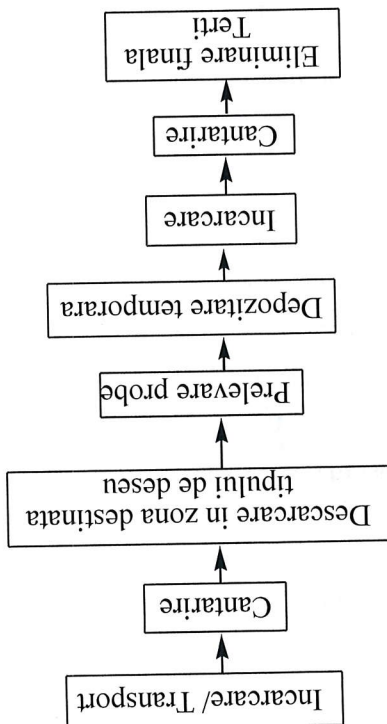 Incarcare/ Transport
Cantarire
Descarcare in zona destinata
tipului de deseu
Prelevare probe
Depozitare temporara
Incarcare
Cantarire
Eliminare finala
Terti